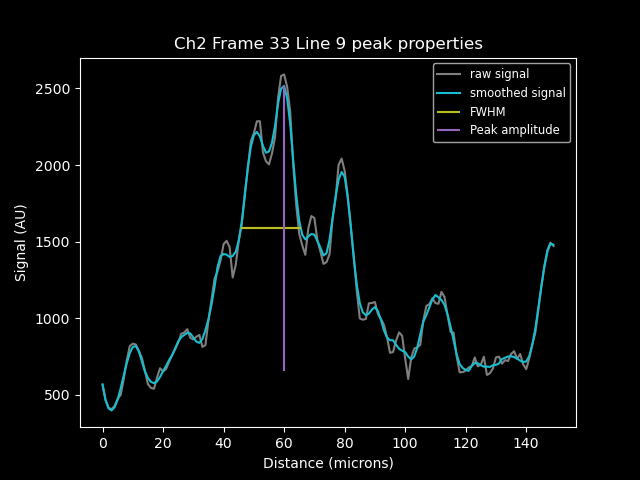 Ch2 Frame 33 Line 9 peak properties
raw signal
smoothed signal
FWHM
Peak amplitude
Signal (AU)
2500
2000
1500
1000
500
0 20 40 60 80 100 120 140
Distance (microns)